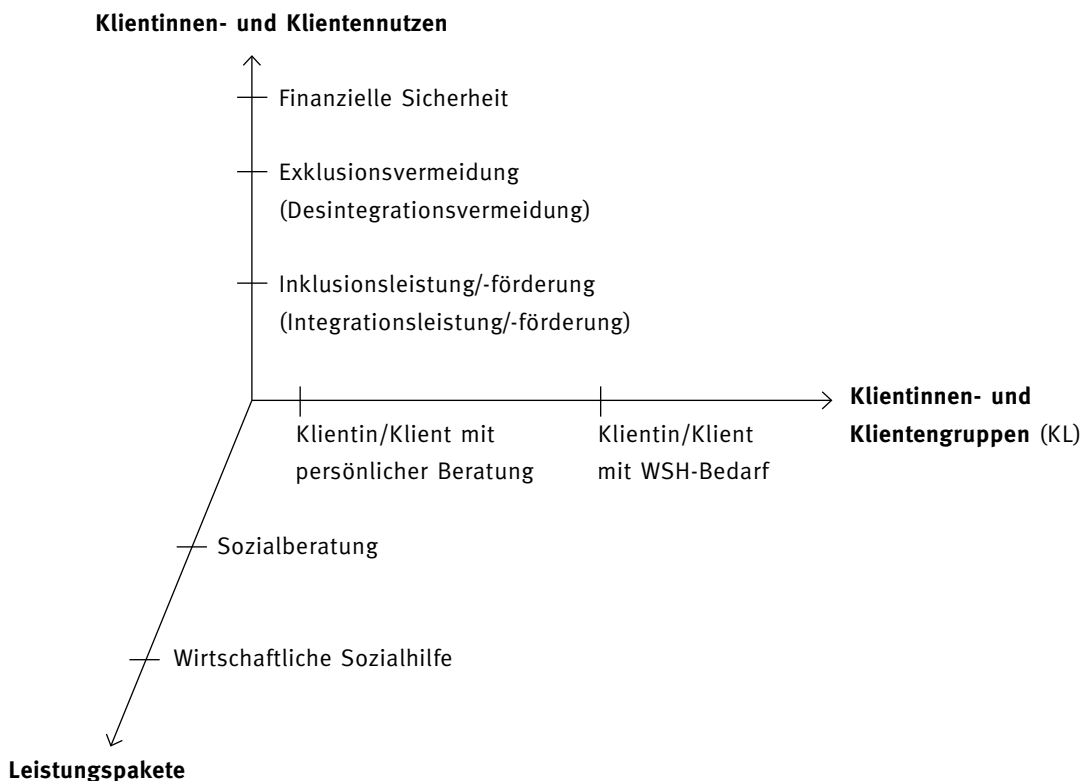 Klientinnen- und Klientennutzen
Finanzielle Sicherheit
Exklusionsvermeidung
(Desintegrationsvermeidung)
Inklusionsleistung/-förderung
(Integrationsleistung/-förderung)
Klientinnen- und
Klientengruppen (KL)
Klientin/Klient mit
persönlicher Beratung
Klientin/Klient
mit WSH-Bedarf
Sozialberatung
Wirtschaftliche Sozialhilfe
Leistungspakete